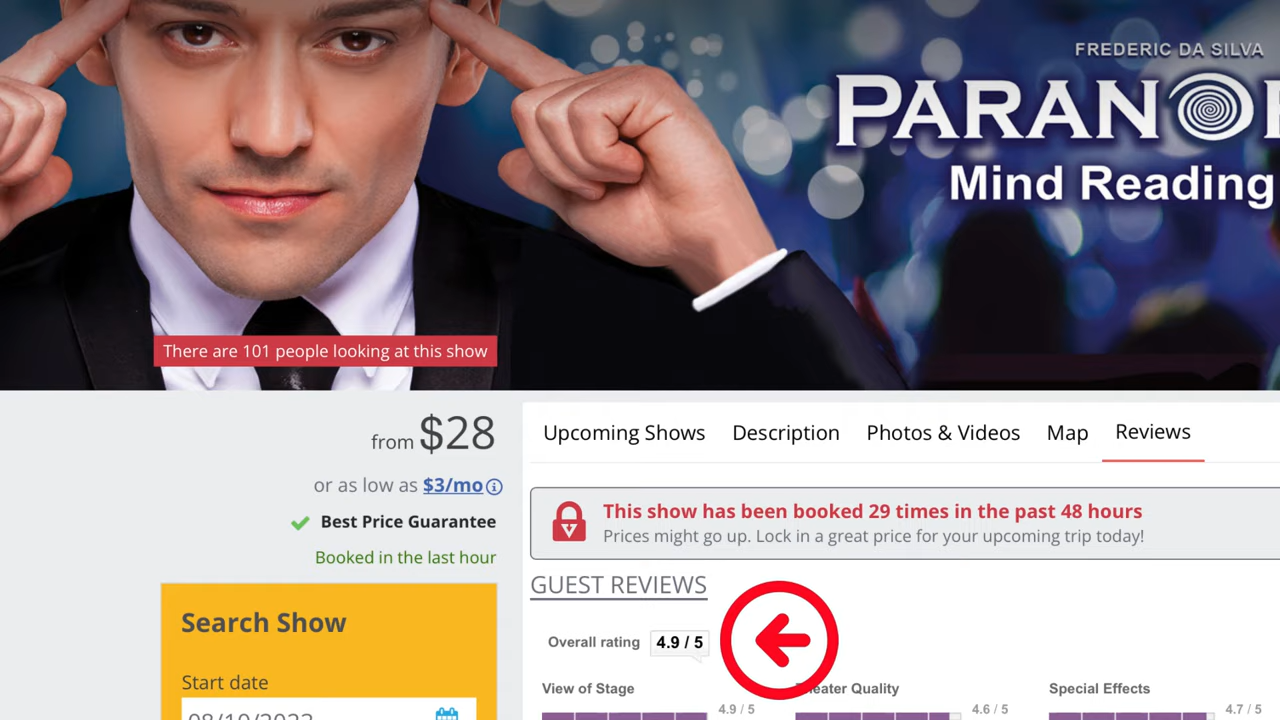 FREDERIC DA SILVA
PARANO
Mind Reading
There are 101 people looking at this show
from $28
or as low as $3/mo
Best Price Guarantee
Booked in the last hour
Search Show
Start date
Upcoming Shows Description Photos & Videos Map Reviews
This show has been booked 29 times in the past 48 hours
Prices might go up. Lock in a great price for your upcoming trip today!
GUEST REVIEWS
Overall rating 4.9 / 5
View of Stage Theater Quality Special Effects
4.9 / 5 4.6 / 5 4.7 / 5